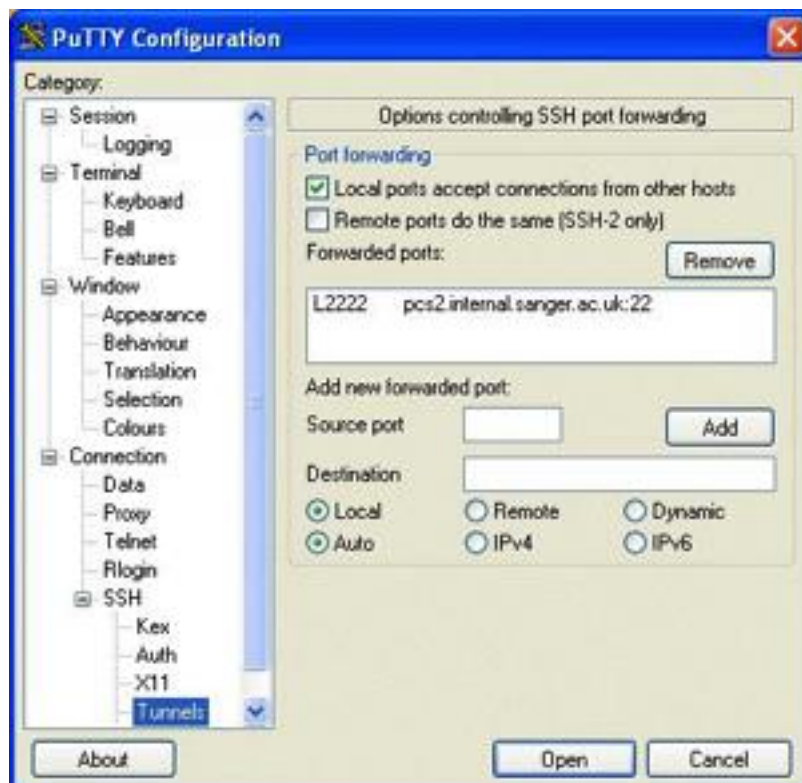 PuTTY Configuration
Category:
Session
Logging
Terminal
Keyboard
Bell
Features
Window
Appearance
Behaviour
Translation
Selection
Colours
Connection
Data
Proxy
Telnet
Rlogin
SSH
Kex
Auth
X11
Tunnels
Options controlling SSH port forwarding
Port forwarding
Local ports accept connections from other hosts
Remote ports do the same (SSH-2 only)
Forwarded ports:
Remove
L2222 pcs2.internal.sanger.ac.uk:22
Add new forwarded port:
Source port
Add
Destination
Local Remote Dynamic
Auto IPv4 IPv6
About
Open
Cancel